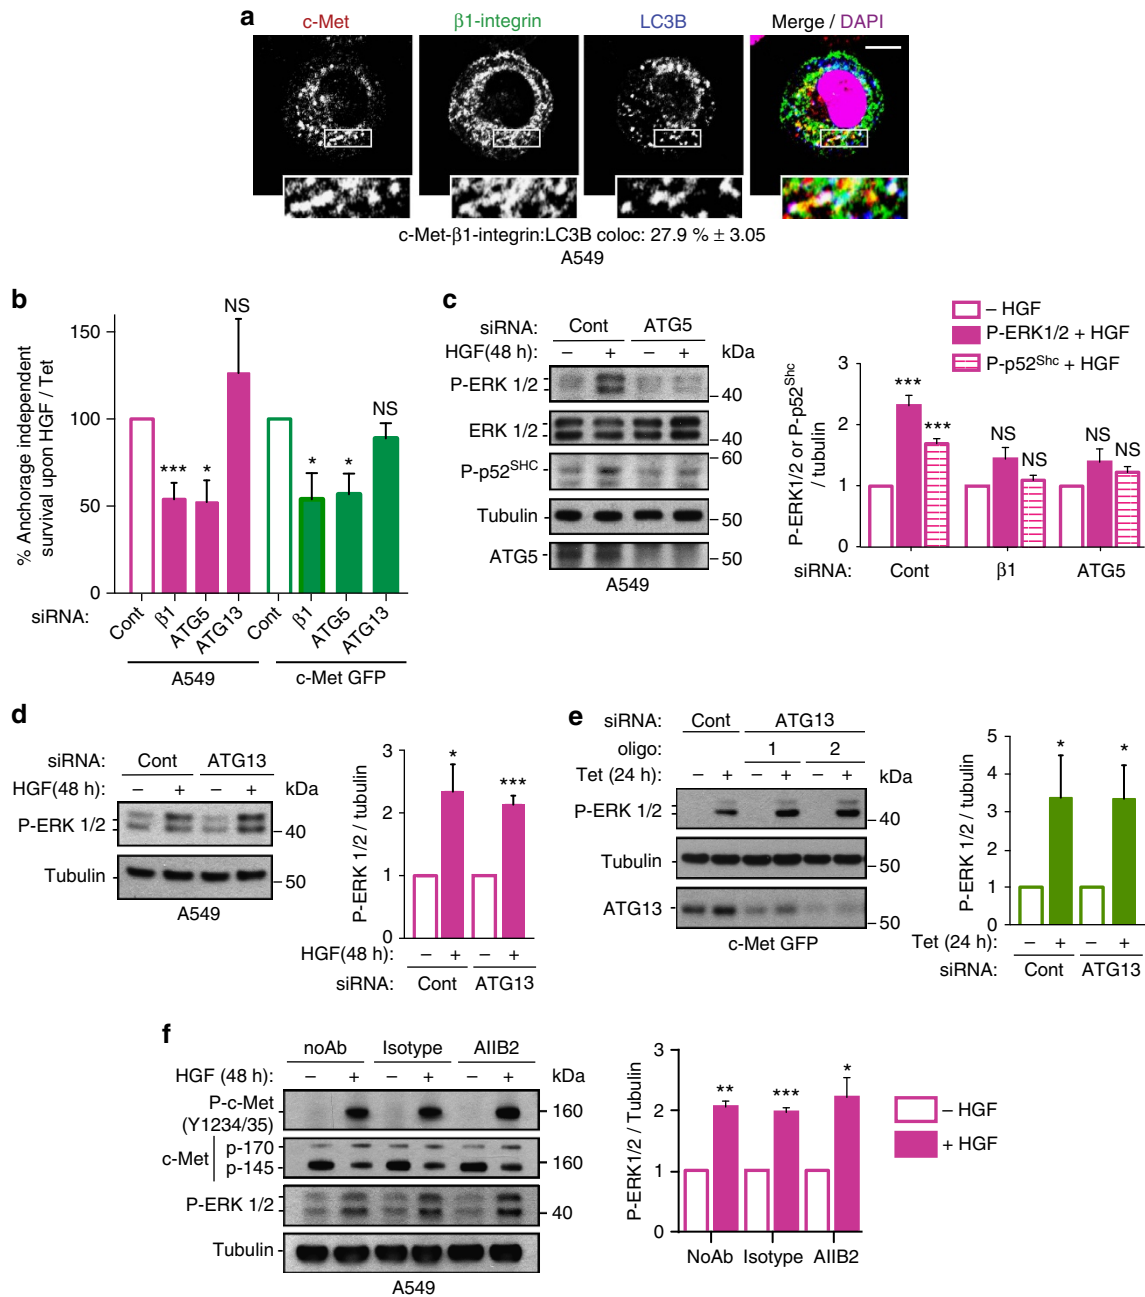 a
c-Met
β1-integrin
LC3B
Merge / DAPI
c-Met-β1-integrin:LC3B coloc: 27.9 % ± 3.05
A549
b
% Anchorage independent
survival upon HGF / Tet
150
100
50
0
*** * NS * * NS
siRNA:
Cont β1 ATG5 ATG13 Cont β1 ATG5 ATG13
A549 c-Met GFP
c
siRNA: Cont ATG5
HGF(48 h): – + – + kDa
P-ERK 1/2 40
ERK 1/2 40
P-p52SHC 60
Tubulin 50
ATG5 50
A549
– HGF
P-ERK1/2 + HGF
P-p52Shc + HGF
P-ERK1/2 or P-p52Shc
/ tubulin
3
2
1
0
*** *** NS NS NS NS
siRNA: Cont β1 ATG5
d
siRNA: Cont ATG13
HGF(48 h): – + – + kDa
P-ERK 1/2 40
Tubulin 50
A549
P-ERK 1/2 / tubulin
3
2
1
0
* ***
HGF(48 h): – + – +
siRNA: Cont ATG13
e
siRNA: Cont ATG13
oligo: 1 2
Tet (24 h): – + – + – + kDa
P-ERK 1/2 40
Tubulin 50
ATG13 50
c-Met GFP
P-ERK 1/2 / tubulin
5
4
3
2
1
0
* *
Tet (24 h): – + – +
siRNA: Cont ATG13
f
noAb Isotype AIIB2
HGF (48 h): – + – + – + kDa
P-c-Met
(Y1234/35) 160
c-Met p-170
p-145 160
P-ERK 1/2 40
Tubulin
A549
P-ERK1/2 / Tubulin
3
2
1
0
** *** *
NoAb Isotype AIIB2
– HGF
+ HGF